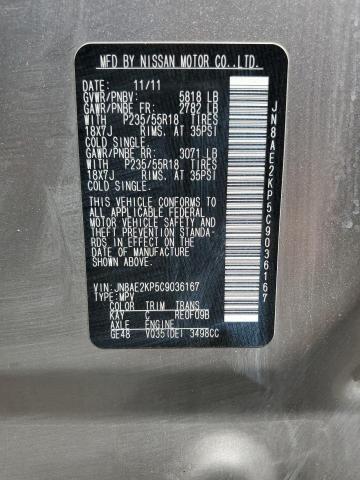 MFD BY NISSAN MOTOR CO.,LTD.
DATE: 11/11
GVWR/PNBV: 5818 LB
GAWR/PNBE FR: 2782 LB
WITH P235/55R18 TIRES
18X7J RIMS. AT 35PSI
COLD SINGLE.
GAWR/PNBE RR: 3071 LB
WITH P235/55R18 TIRES
18X7J RIMS. AT 35PSI
COLD SINGLE.
THIS VEHICLE CONFORMS TO
ALL APPLICABLE FEDERAL
MOTOR VEHICLE SAFETY AND
THEFT PREVENTION STANDA-
RDS IN EFFECT ON THE
DATE OF MANUFACTURE
SHOWN ABOVE.
VIN: JN8AE2KP5C9036167
TYPE: MPV
COLOR TRIM TRANS
KAY C RE0F09B
AXLE ENGINE
GE48 VQ35(DE) 3498CC
JN8AE2KP5C9036167